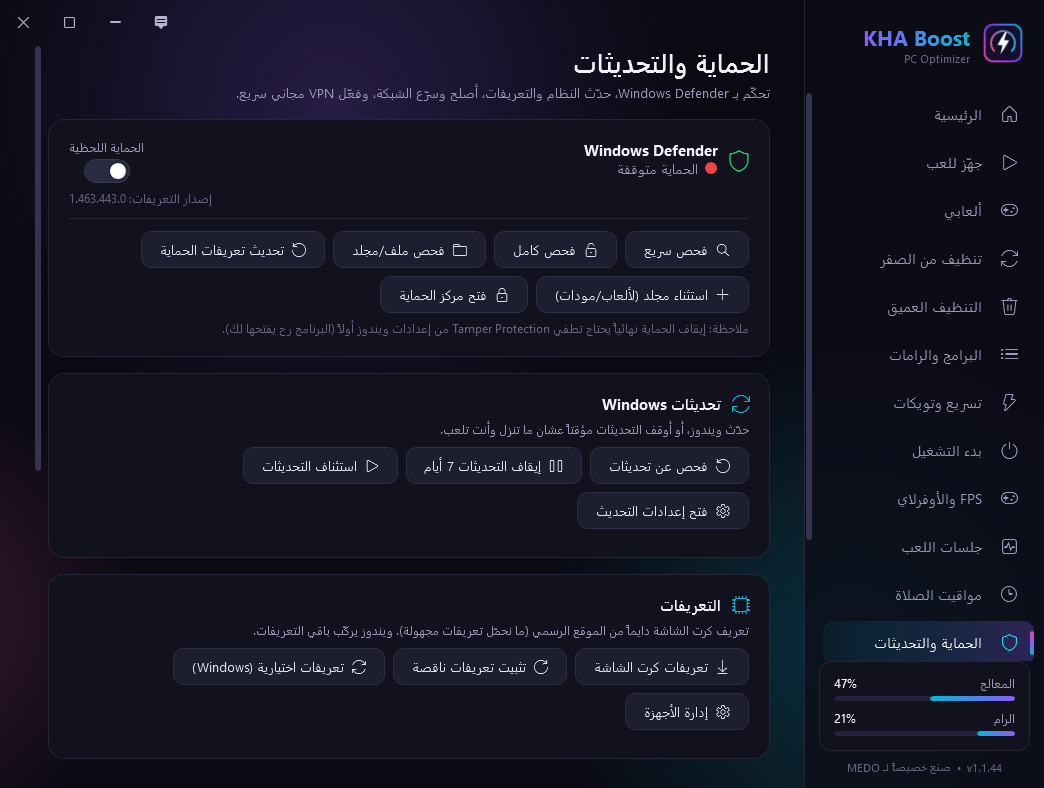 KHA Boost
PC Optimizer
الرئيسية
جهّز للعب
ألعابي
تنظيف من الصفر
التنظيف العميق
البرامج والرامات
تسريع وتويكات
بدء التشغيل
FPS والأوفرلاي
جلسات اللعب
مواقيت الصلاة
الحماية والتحديثات
المعالج 47%
الرام 21%
v1.1.44 • صنع خصيصاً لـ MEDO
الحماية والتحديثات
تحكّم بـ Windows Defender، حدّث النظام والتعريفات، أصلح وسرّع الشبكة، وفعّل VPN مجاني سريع.
Windows Defender
الحماية متوقفة
الحماية اللحظية
إصدار التعريفات: 1.463.443.0
فحص سريع
فحص كامل
فحص ملف/مجلد
تحديث تعريفات الحماية
استثناء مجلد (لألعاب/مودات)
فتح مركز الحماية
ملاحظة: إيقاف الحماية نهائياً يحتاج تطفي Tamper Protection من إعدادات ويندوز أولاً (البرنامج رح يفتحها لك).
تحديثات Windows
حدّث ويندوز، أو أوقف التحديثات مؤقتاً عشان ما تنزل وأنت تلعب.
فحص عن تحديثات
إيقاف التحديثات 7 أيام
استئناف التحديثات
فتح إعدادات التحديث
التعريفات
تعريف كرت الشاشة دايماً من الموقع الرسمي (ما نحمّل تعريفات مجهولة)، وويندوز يركّب باقي التعريفات.
تعريفات كرت الشاشة
تثبيت تعريفات ناقصة
تعريفات اختيارية (Windows)
إدارة الأجهزة